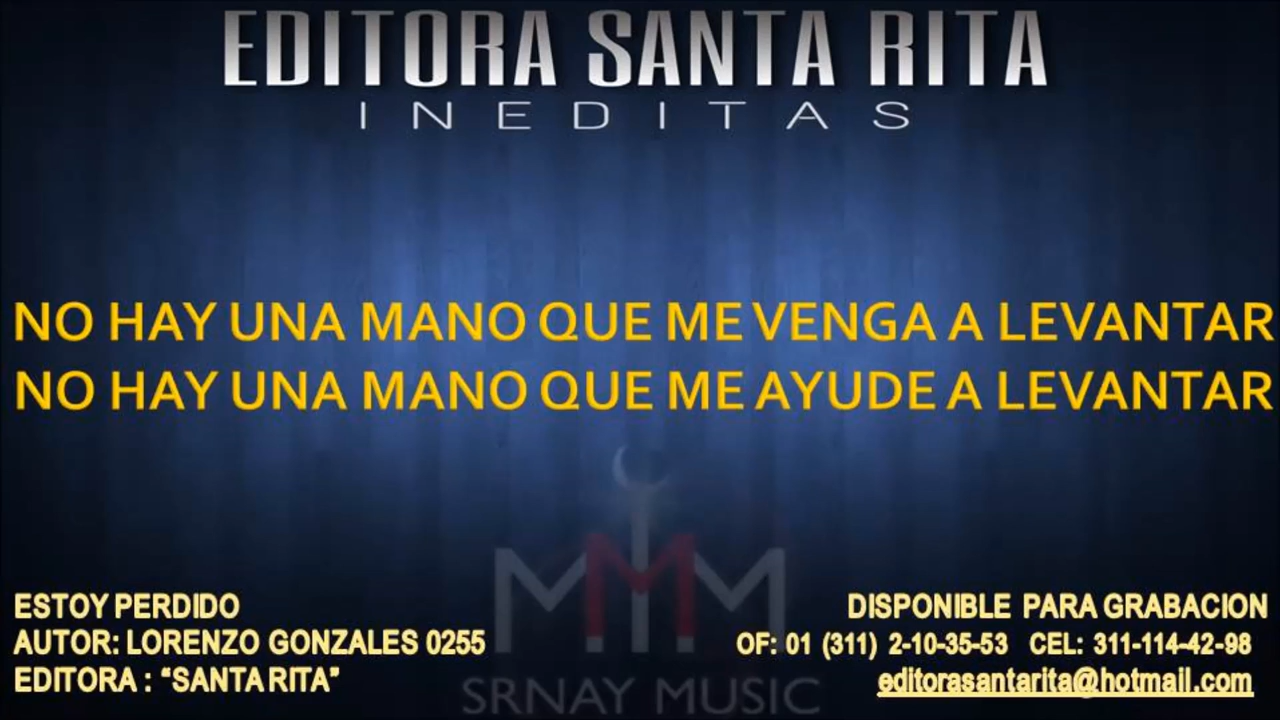 EDITORA SANTA RITA
INEDITAS
NO HAY UNA MANO QUE ME VENGA A LEVANTAR
NO HAY UNA MANO QUE ME AYUDE A LEVANTAR
ESTOY PERDIDO
AUTOR: LORENZO GONZALES 0255
EDITORA : “SANTA RITA”
DISPONIBLE PARA GRABACION
OF: 01 (311) 2-10-35-53 CEL: 311-114-42-98
editorasantarita@hotmail.com
MMM
SRNAY MUSIC